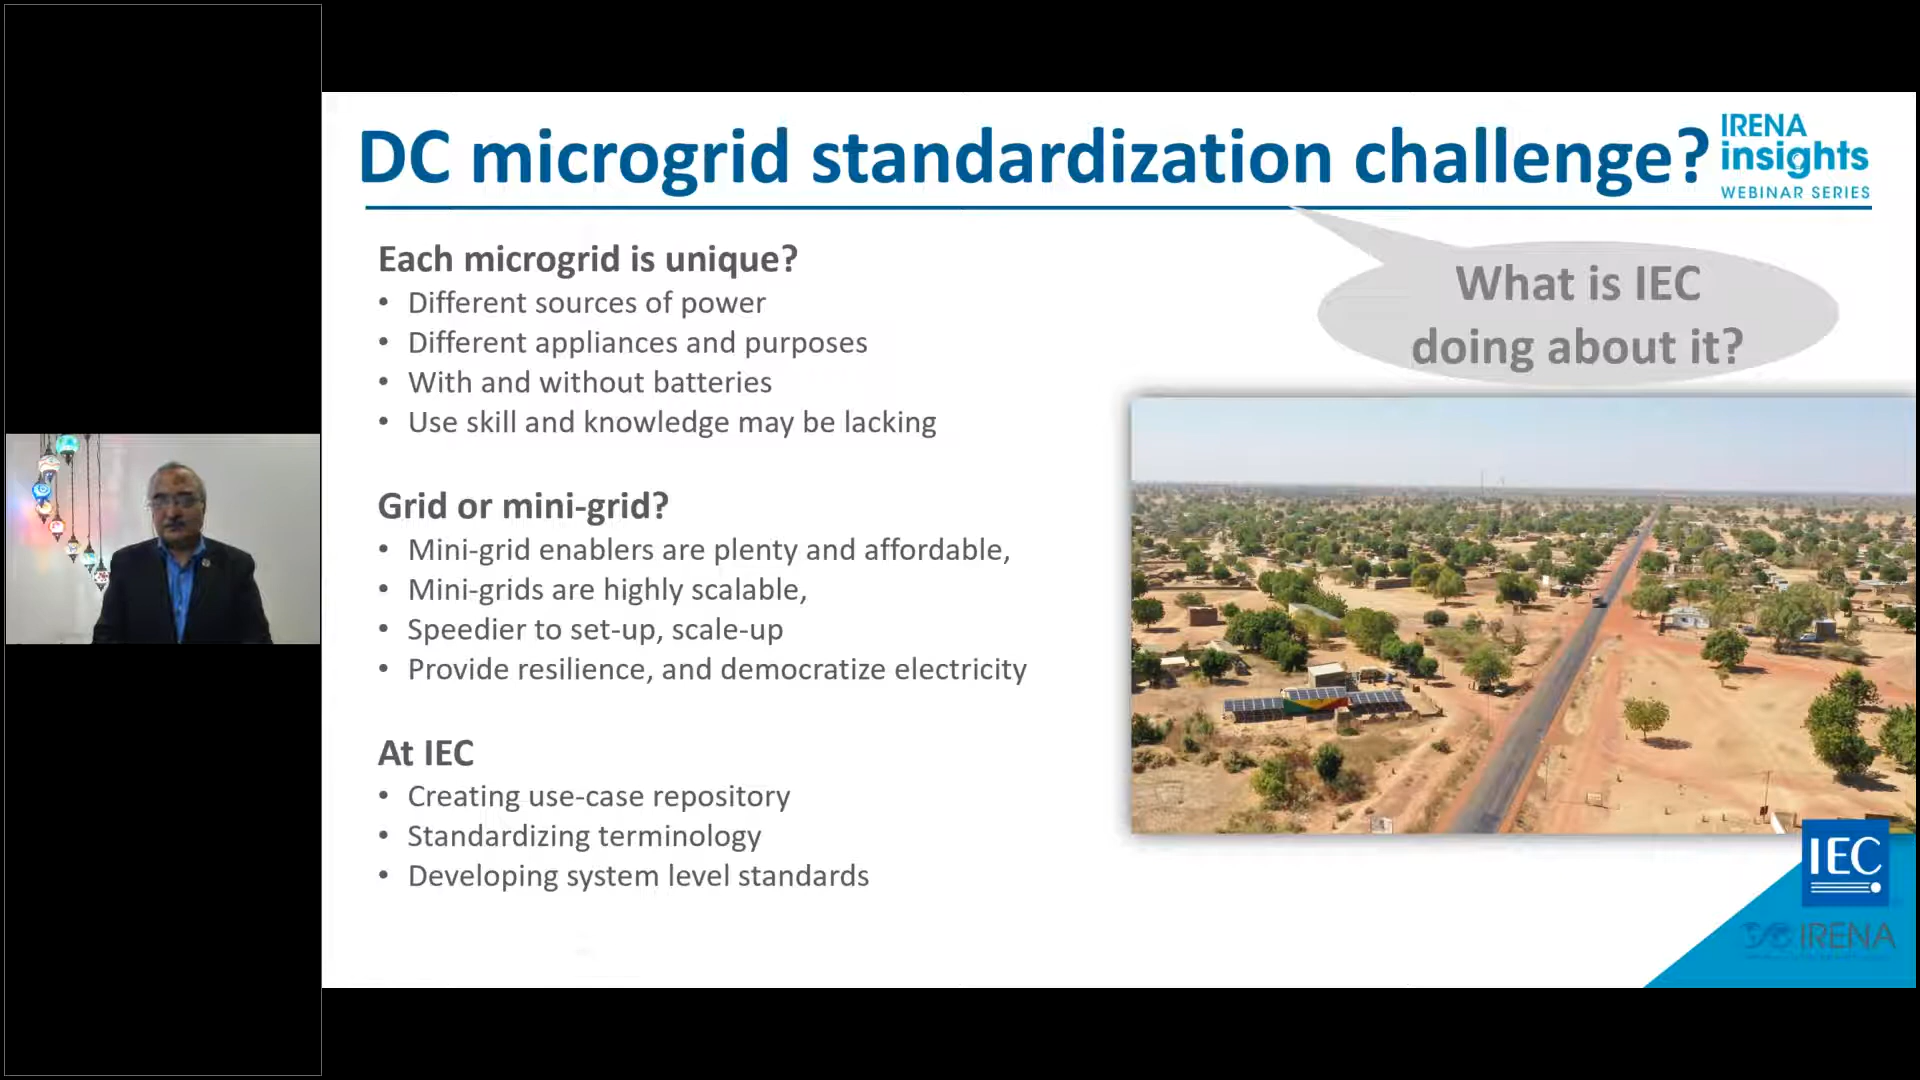 DC microgrid standardization challenge?
IRENA
insights
WEBINAR SERIES
What is IEC
doing about it?
Each microgrid is unique?
• Different sources of power
• Different appliances and purposes
• With and without batteries
• Use skill and knowledge may be lacking
Grid or mini-grid?
• Mini-grid enablers are plenty and affordable,
• Mini-grids are highly scalable,
• Speedier to set-up, scale-up
• Provide resilience, and democratize electricity
At IEC
• Creating use-case repository
• Standardizing terminology
• Developing system level standards
IEC
IRENA